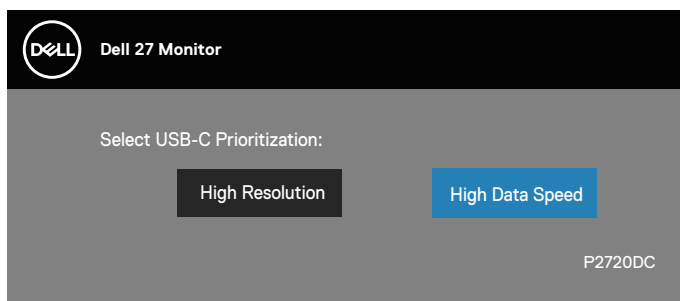 DELL
Dell 27 Monitor
Select USB-C Prioritization:
High Resolution
High Data Speed
P2720DC